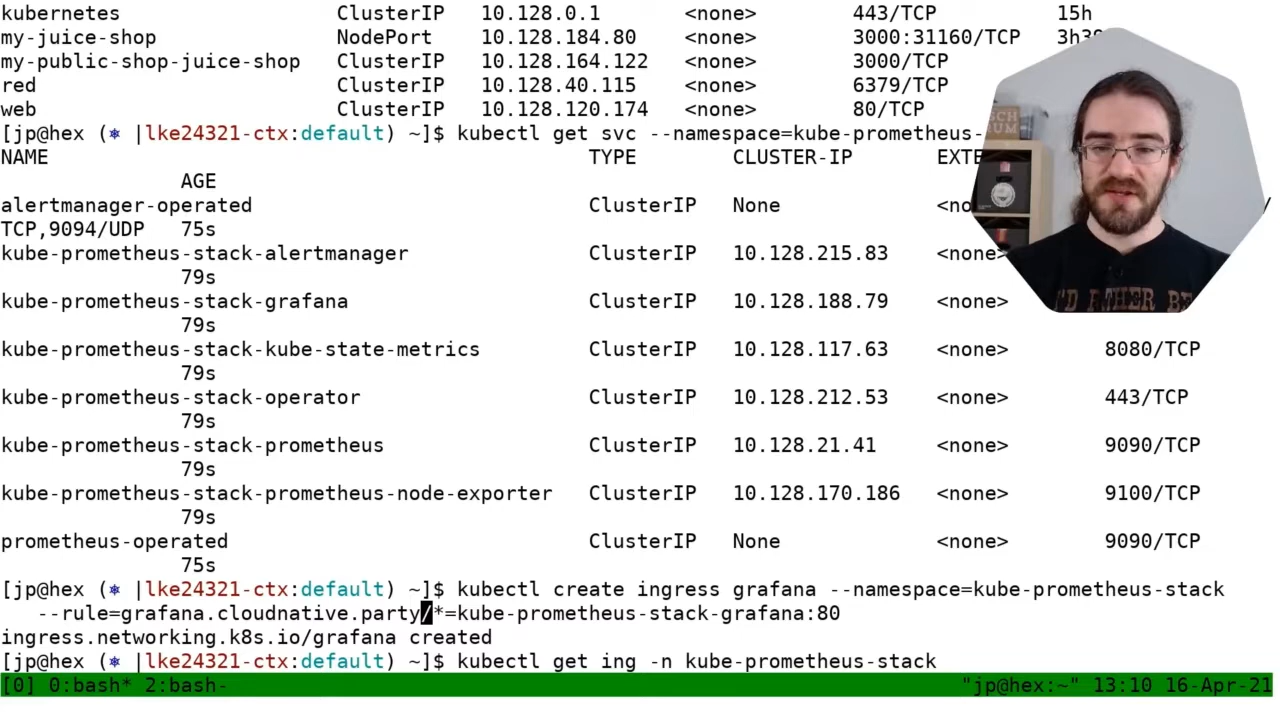 kubernetes ClusterIP 10.128.0.1 <none> 443/TCP 15h
my-juice-shop NodePort 10.128.184.80 <none> 3000:31160/TCP
my-public-shop-juice-shop ClusterIP 10.128.164.122 <none> 3000/TCP
red ClusterIP 10.128.40.115 <none> 6379/TCP
web ClusterIP 10.128.120.174 <none> 80/TCP
[jp@hex (⎈ |lke24321-ctx:default) ~]$ kubectl get svc --namespace=kube-prometheus-
NAME TYPE CLUSTER-IP
AGE
alertmanager-operated ClusterIP None
TCP,9094/UDP 75s
kube-prometheus-stack-alertmanager ClusterIP 10.128.215.83 <none>
79s
kube-prometheus-stack-grafana ClusterIP 10.128.188.79 <none>
79s
kube-prometheus-stack-kube-state-metrics ClusterIP 10.128.117.63 <none> 8080/TCP
79s
kube-prometheus-stack-operator ClusterIP 10.128.212.53 <none> 443/TCP
79s
kube-prometheus-stack-prometheus ClusterIP 10.128.21.41 <none> 9090/TCP
79s
kube-prometheus-stack-prometheus-node-exporter ClusterIP 10.128.170.186 <none> 9100/TCP
79s
prometheus-operated ClusterIP None <none> 9090/TCP
75s
[jp@hex (⎈ |lke24321-ctx:default) ~]$ kubectl create ingress grafana --namespace=kube-prometheus-stack
--rule=grafana.cloudnative.party/*=kube-prometheus-stack-grafana:80
ingress.networking.k8s.io/grafana created
[jp@hex (⎈ |lke24321-ctx:default) ~]$ kubectl get ing -n kube-prometheus-stack
[0] 0:bash* 2:bash- "jp@hex:~" 13:10 16-Apr-21